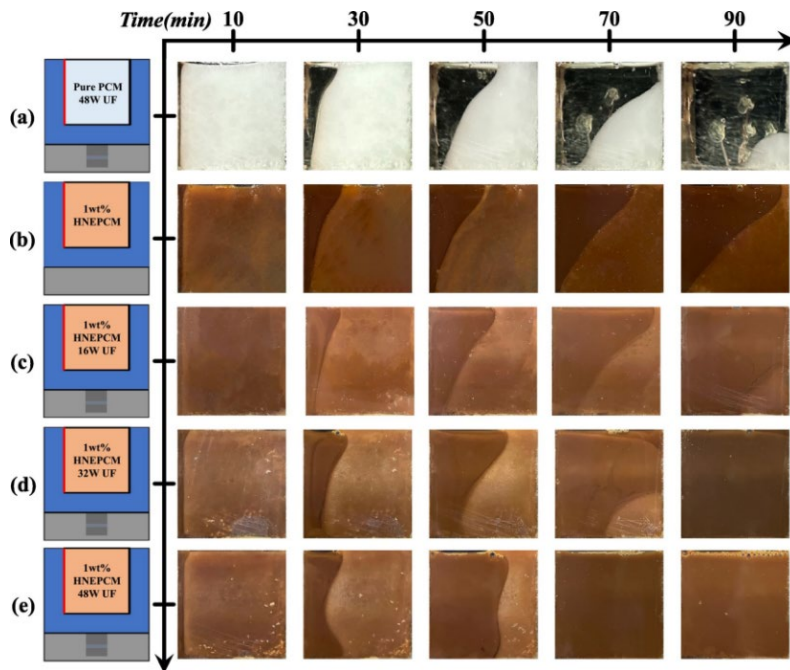 Time(min) 10 30 50 70 90
(a)
Pure PCM
48W UF
(b)
1wt%
HNEPCM
(c)
1wt%
HNEPCM
16W UF
(d)
1wt%
HNEPCM
32W UF
(e)
1wt%
HNEPCM
48W UF